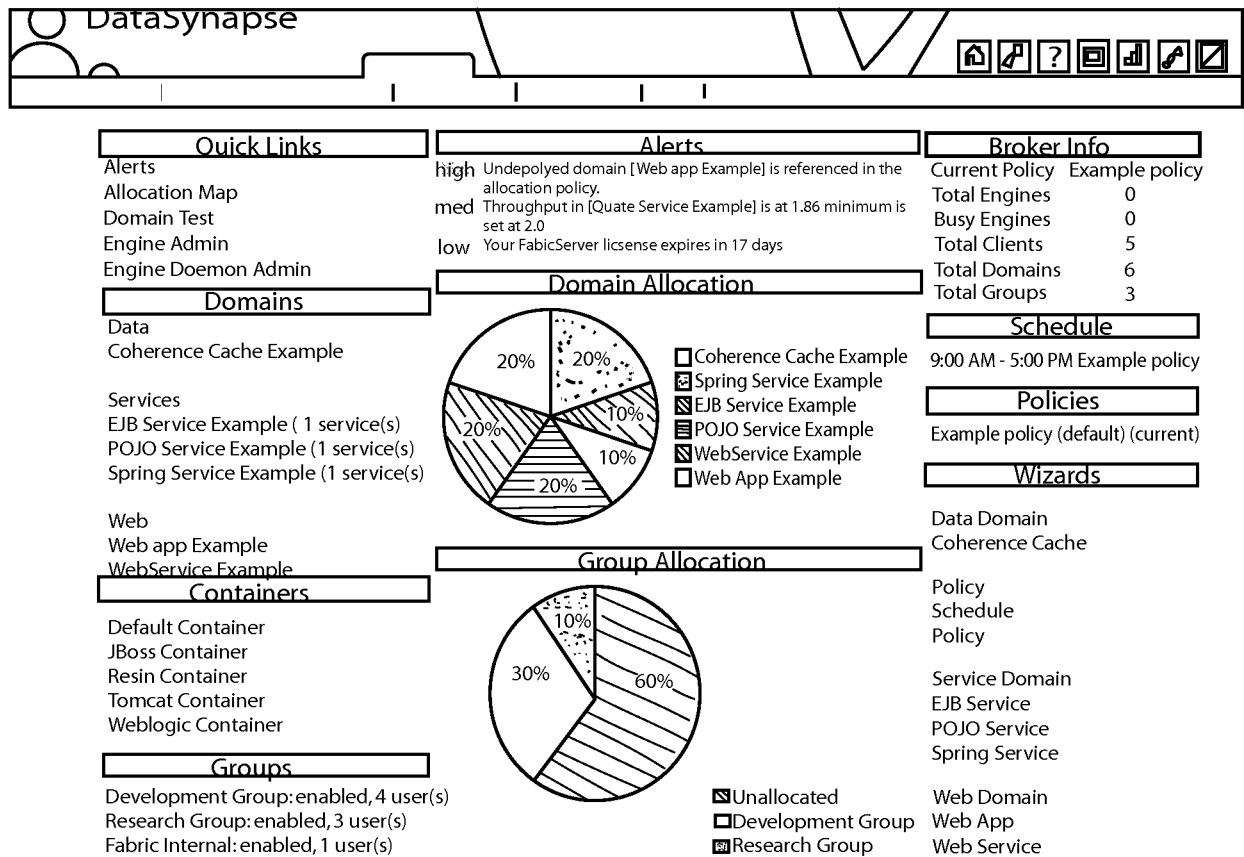 DataSynapse
?
Quick Links
Alerts
Allocation Map
Domain Test
Engine Admin
Engine Doemon Admin
Domains
Data
Coherence Cache Example
Services
EJB Service Example ( 1 service(s)
POJO Service Example (1 service(s)
Spring Service Example (1 service(s)
Web
Web app Example
WebService Example
Containers
Default Container
JBoss Container
Resin Container
Tomcat Container
Weblogic Container
Groups
Development Group: enabled, 4 user(s)
Research Group: enabled, 3 user(s)
Fabric Internal: enabled, 1 user(s)
Alerts
high Undepolyed domain [Web app Example] is referenced in the
allocation policy.
med Throughput in [Quate Service Example] is at 1.86 minimum is
set at 2.0
low Your FabicServer licsense expires in 17 days
Domain Allocation
20% 20%
10%
20%
10%
20%
Coherence Cache Example
Spring Service Example
EJB Service Example
POJO Service Example
WebService Example
Web App Example
Group Allocation
10%
30% 60%
Unallocated
Development Group
Research Group
Broker Info
Current Policy Example policy
Total Engines 0
Busy Engines 0
Total Clients 5
Total Domains 6
Total Groups 3
Schedule
9:00 AM - 5:00 PM Example policy
Policies
Example policy (default) (current)
Wizards
Data Domain
Coherence Cache
Policy
Schedule
Policy
Service Domain
EJB Service
POJO Service
Spring Service
Web Domain
Web App
Web Service